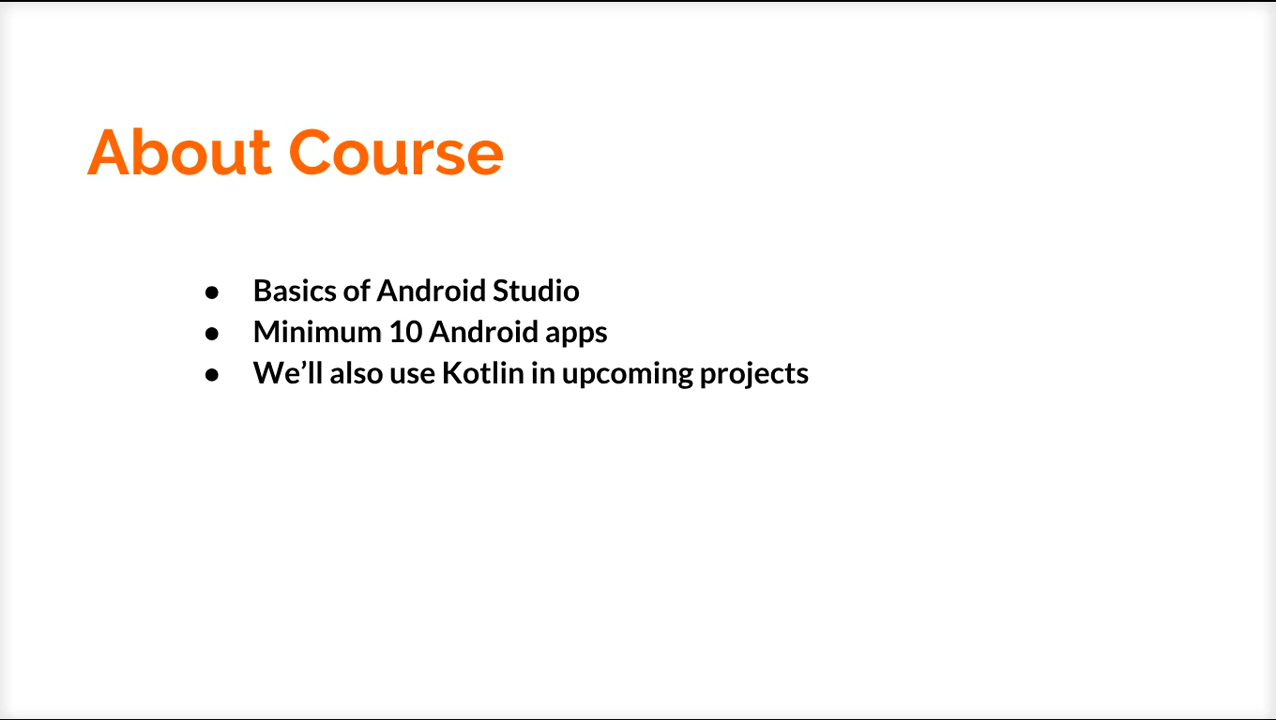 About Course
● Basics of Android Studio
● Minimum 10 Android apps
● We’ll also use Kotlin in upcoming projects